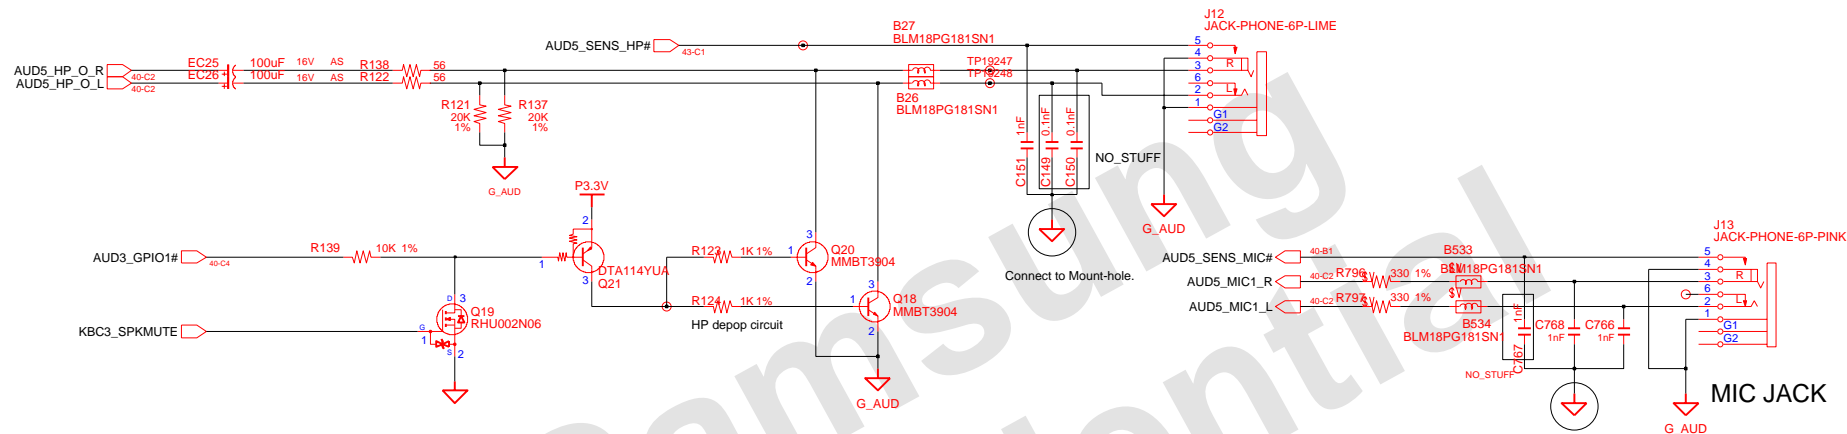 J12
JACK-PHONE-6P-LIME
B27
BLM18PG181SN1
AUD5_SENS_HP#
43-C1
5
4
3
6
2
1
G1
G2
R
L
AUD5_HP_O_R
40-C2
EC25
100uF 16V AS
R138
56
TP19247
AUD5_HP_O_L
40-C2
EC26
100uF 16V AS
R122
56
TP19248
B26
BLM18PG181SN1
R121
20K
1%
R137
20K
1%
G_AUD
1nF
0.1nF
0.1nF
C151
C149
C150
NO_STUFF
G_AUD
Connect to Mount-hole.
P3.3V
2
1
3
DTA114YUA
Q21
AUD3_GPIO1#
40-C4
R139
10K 1%
R123
1K 1%
1
3
2
Q20
MMBT3904
R124
1K 1%
1
3
2
Q18
MMBT3904
HP depop circuit
G_AUD
D
3
Q19
RHU002N06
KBC3_SPKMUTE
G
1
S
2
J13
JACK-PHONE-6P-PINK
AUD5_SENS_MIC#
40-B1
B533
BLM18PG181SN1
AUD5_MIC1_R
40-C2
R796
330 1%
AUD5_MIC1_L
40-C2
R797
330 1%
B534
BLM18PG181SN1
5
4
3
6
2
1
G1
G2
R
L
1nF
C767
C768
1nF
C766
1nF
NO_STUFF
G_AUD
MIC JACK
Samsung
Confidential